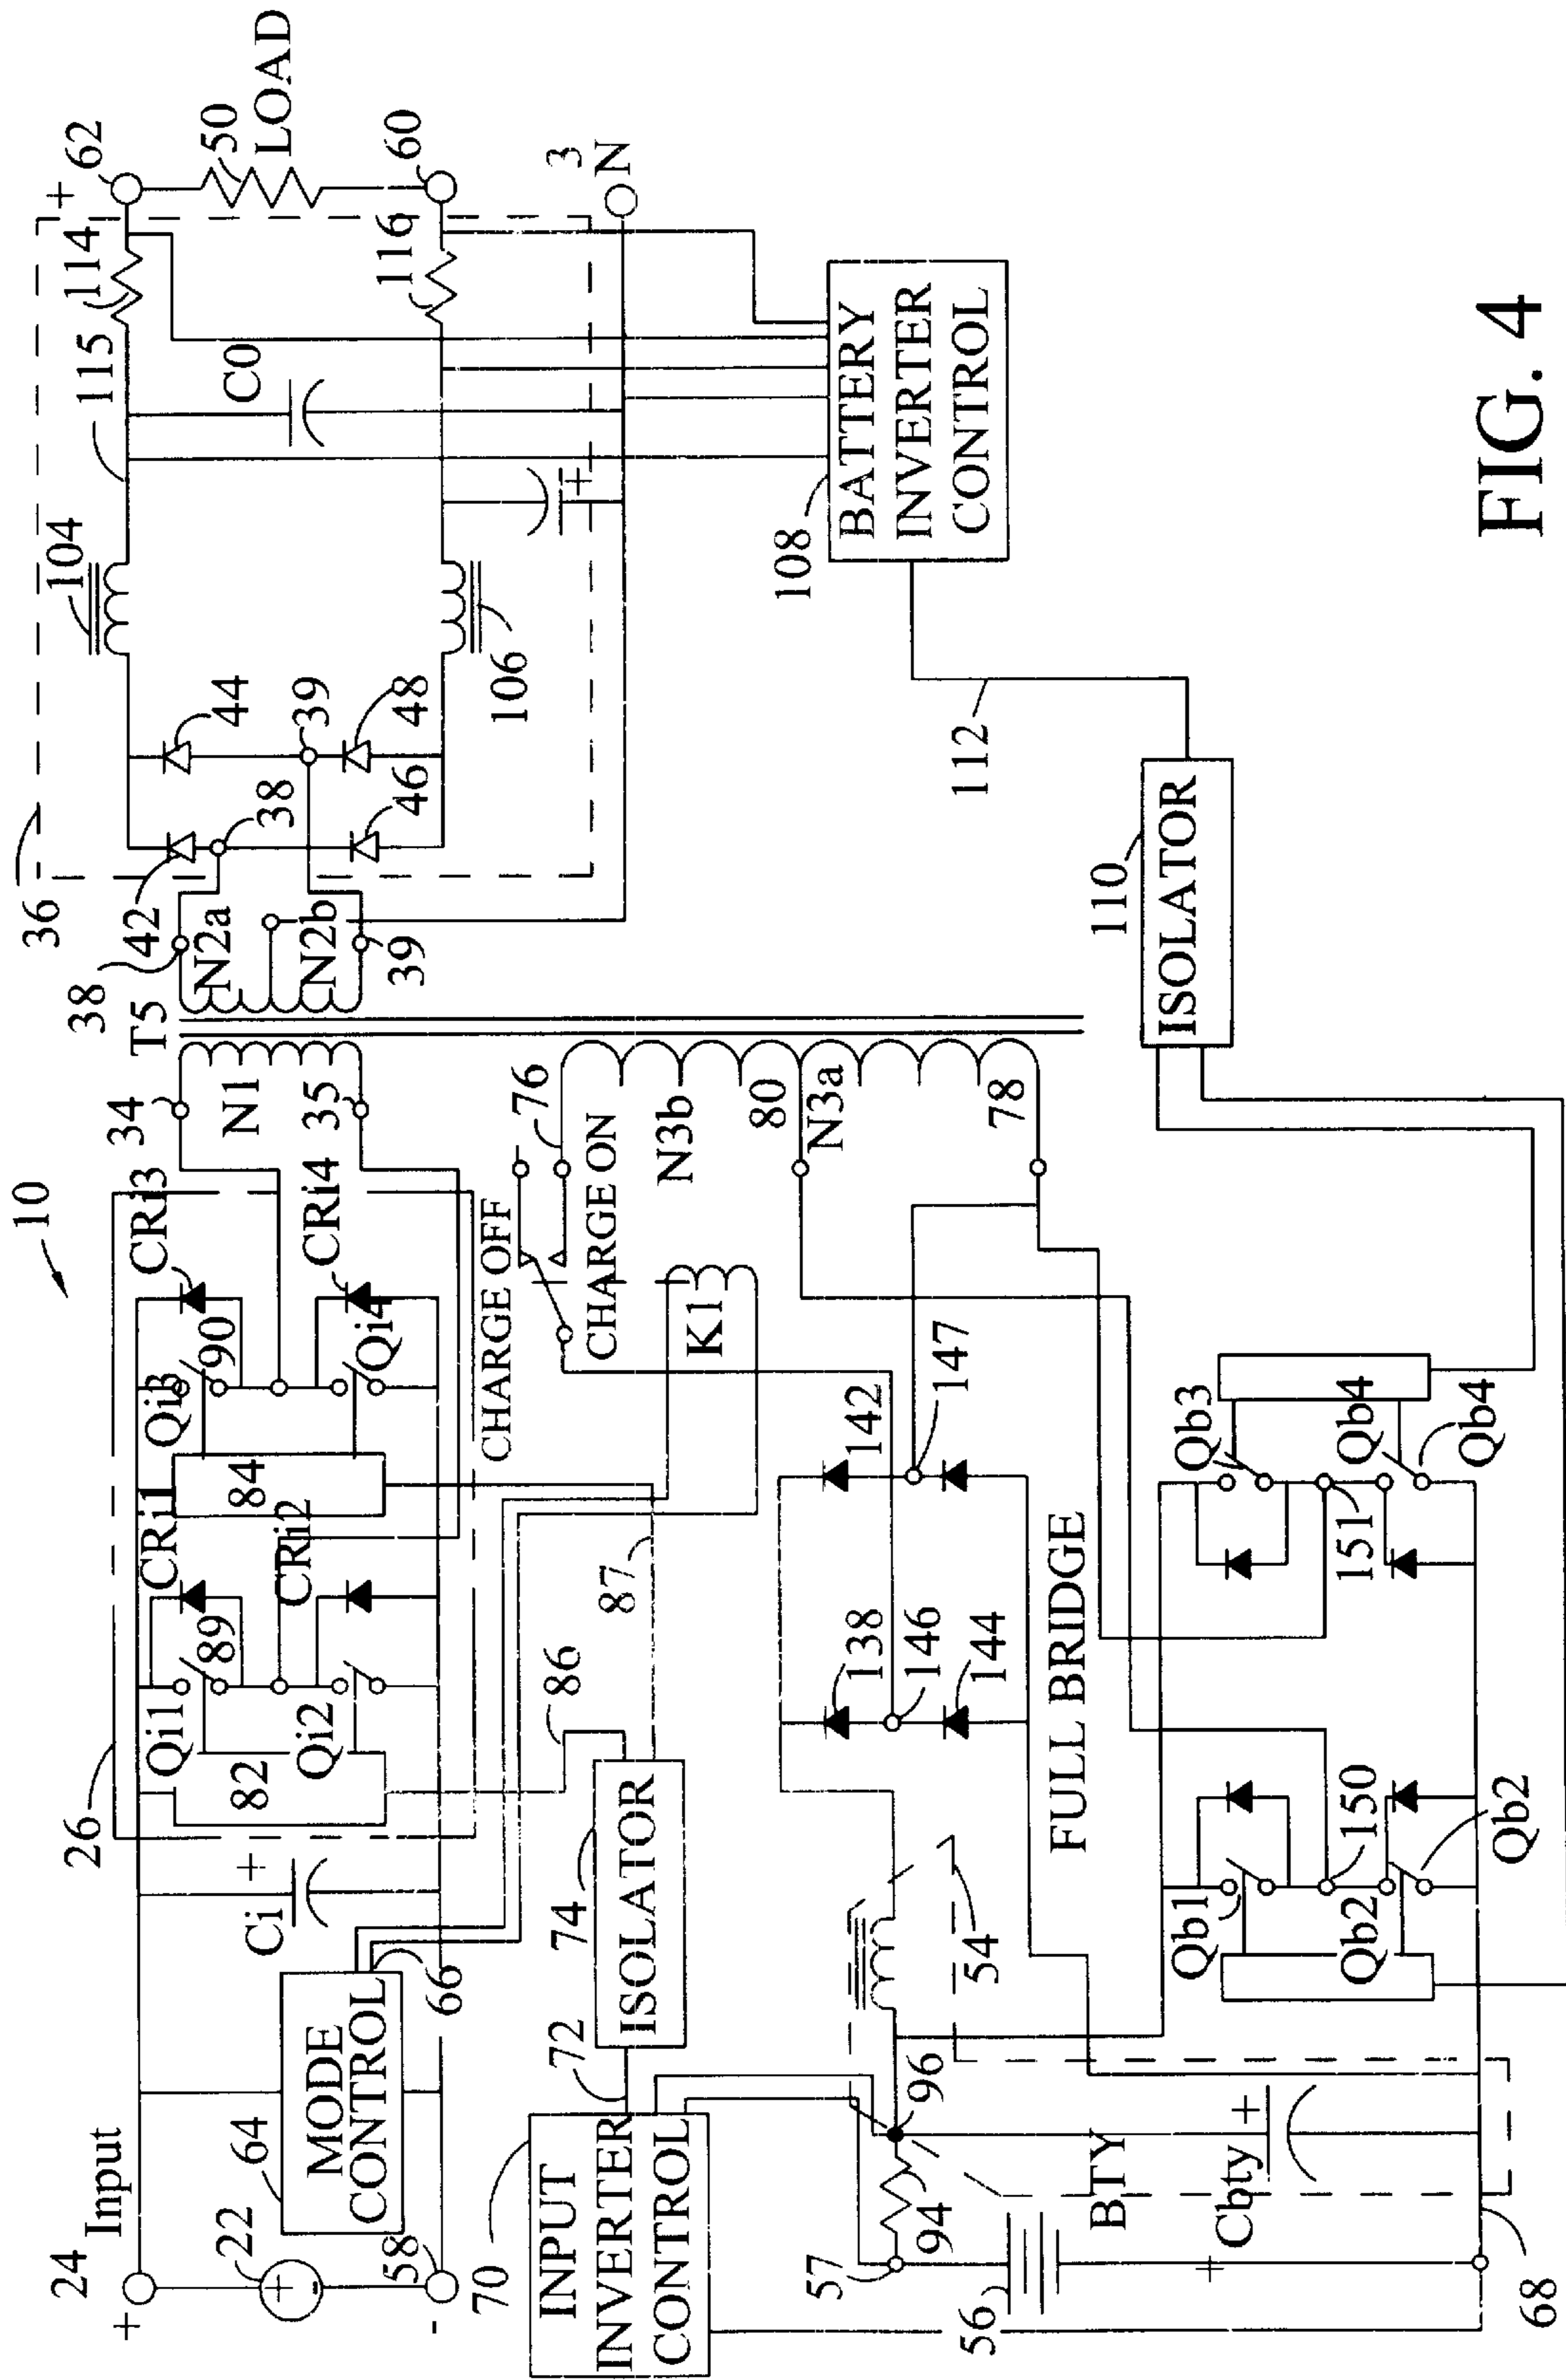 10
24
Input
+
-
22
+
-
58
64
MODE
CONTROL
66
Ci
+
26
Qi1
89
CRi1
Qi2
82
CRi2
84
Qi3
90
CRi3
Qi4
CRi4
34
N1
35
T5
38
42
N2a
N2b
39
36
38
44
39
46
48
104
106
115
C0
+
114
116
+
62
50
LOAD
60
3
N
70
INPUT
INVERTER
CONTROL
72
74
ISOLATOR
86
87
CHARGE OFF
CHARGE ON
K1
76
N3b
80
N3a
78
57
94
96
54
138
146
144
142
147
FULL BRIDGE
56
BTY
+
Cbty
+
68
Qb1
Qb2
150
Qb2
151
Qb3
Qb4
Qb4
110
ISOLATOR
112
108
BATTERY
INVERTER
CONTROL
FIG. 4